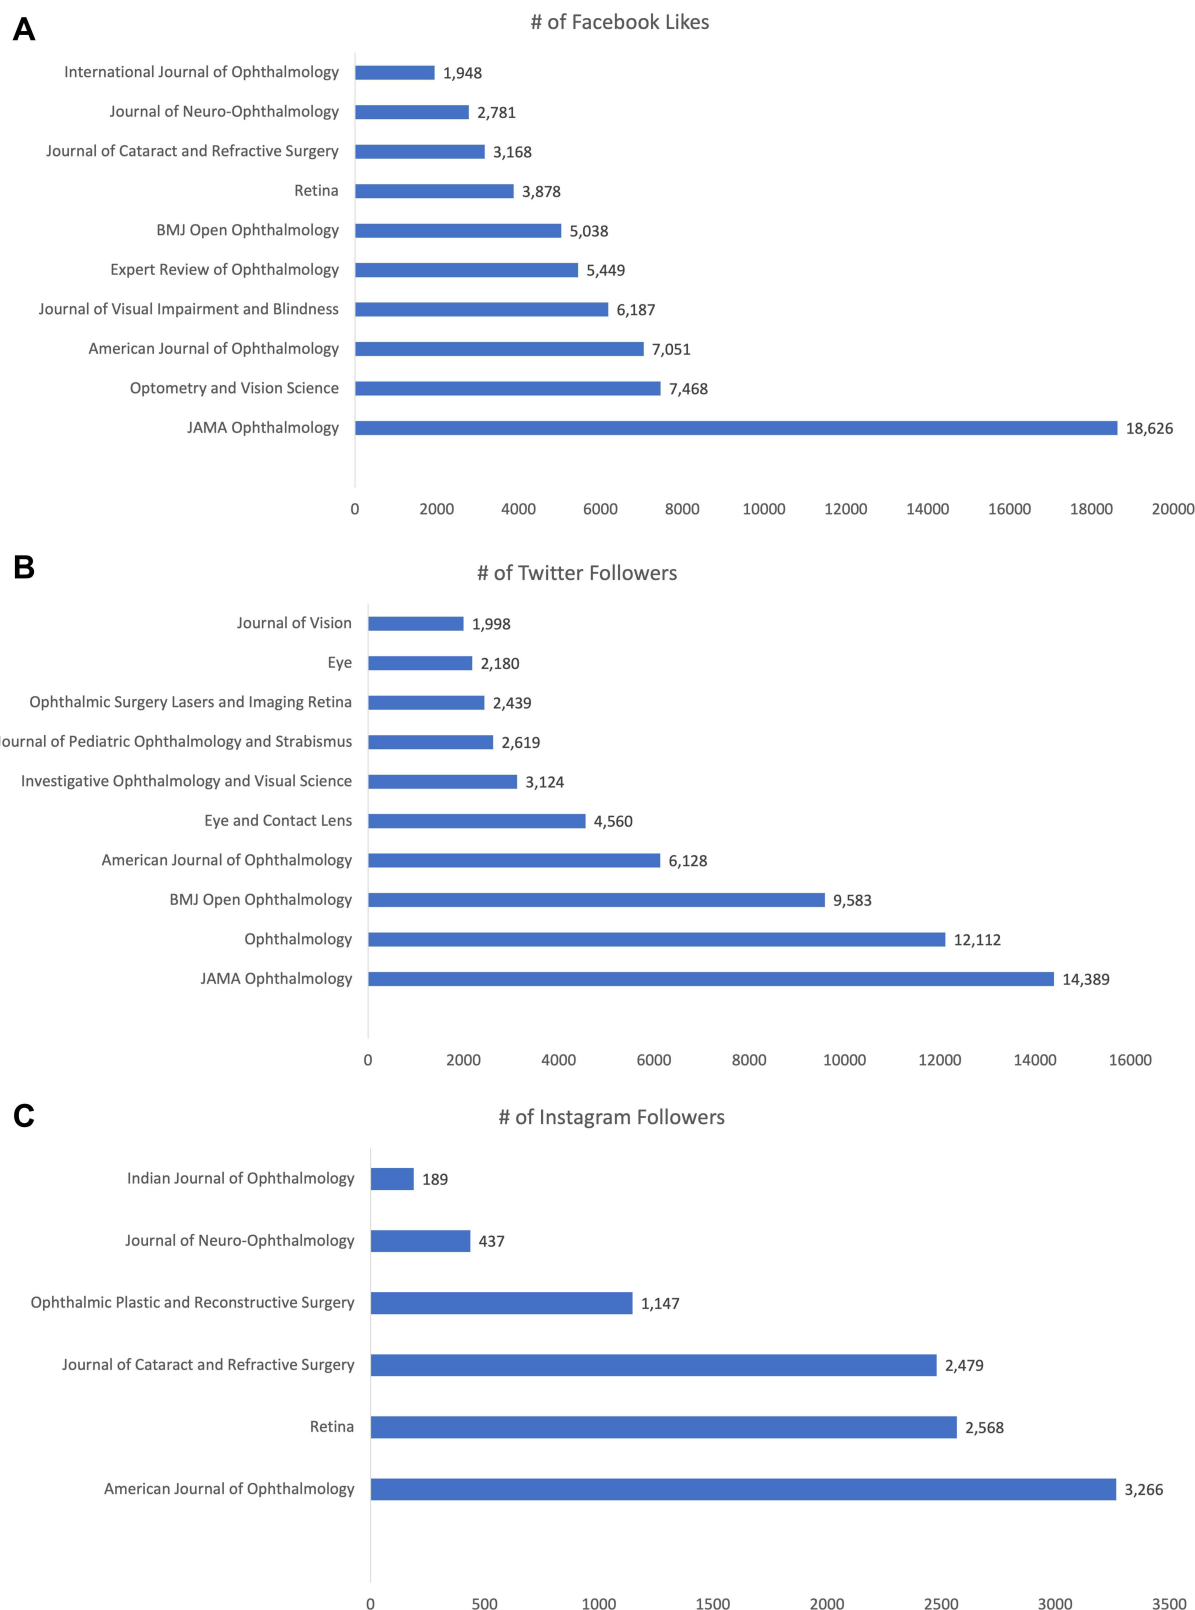 A
# of Facebook Likes
International Journal of Ophthalmology 1,948
Journal of Neuro-Ophthalmology 2,781
Journal of Cataract and Refractive Surgery 3,168
Retina 3,878
BMJ Open Ophthalmology 5,038
Expert Review of Ophthalmology 5,449
Journal of Visual Impairment and Blindness 6,187
American Journal of Ophthalmology 7,051
Optometry and Vision Science 7,468
JAMA Ophthalmology 18,626
0 2000 4000 6000 8000 10000 12000 14000 16000 18000 20000
B
# of Twitter Followers
Journal of Vision 1,998
Eye 2,180
Ophthalmic Surgery Lasers and Imaging Retina 2,439
Journal of Pediatric Ophthalmology and Strabismus 2,619
Investigative Ophthalmology and Visual Science 3,124
Eye and Contact Lens 4,560
American Journal of Ophthalmology 6,128
BMJ Open Ophthalmology 9,583
Ophthalmology 12,112
JAMA Ophthalmology 14,389
0 2000 4000 6000 8000 10000 12000 14000 16000
C
# of Instagram Followers
Indian Journal of Ophthalmology 189
Journal of Neuro-Ophthalmology 437
Ophthalmic Plastic and Reconstructive Surgery 1,147
Journal of Cataract and Refractive Surgery 2,479
Retina 2,568
American Journal of Ophthalmology 3,266
0 500 1000 1500 2000 2500 3000 3500